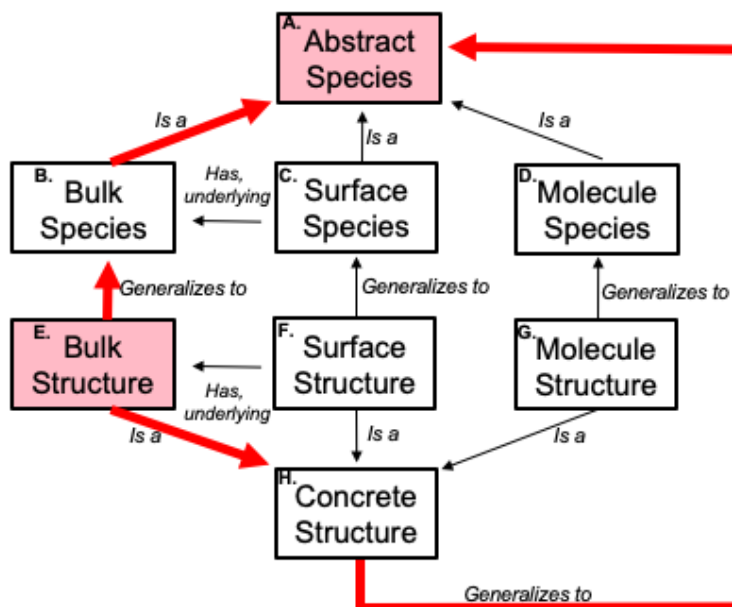 A.
Abstract
Species
Is a
Is a
Is a
B.
Bulk
Species
Has,
underlying
C.
Surface
Species
D.
Molecule
Species
Generalizes to
Generalizes to
Generalizes to
E.
Bulk
Structure
Has,
underlying
F.
Surface
Structure
G.
Molecule
Structure
Is a
Is a
Is a
H.
Concrete
Structure
Generalizes to